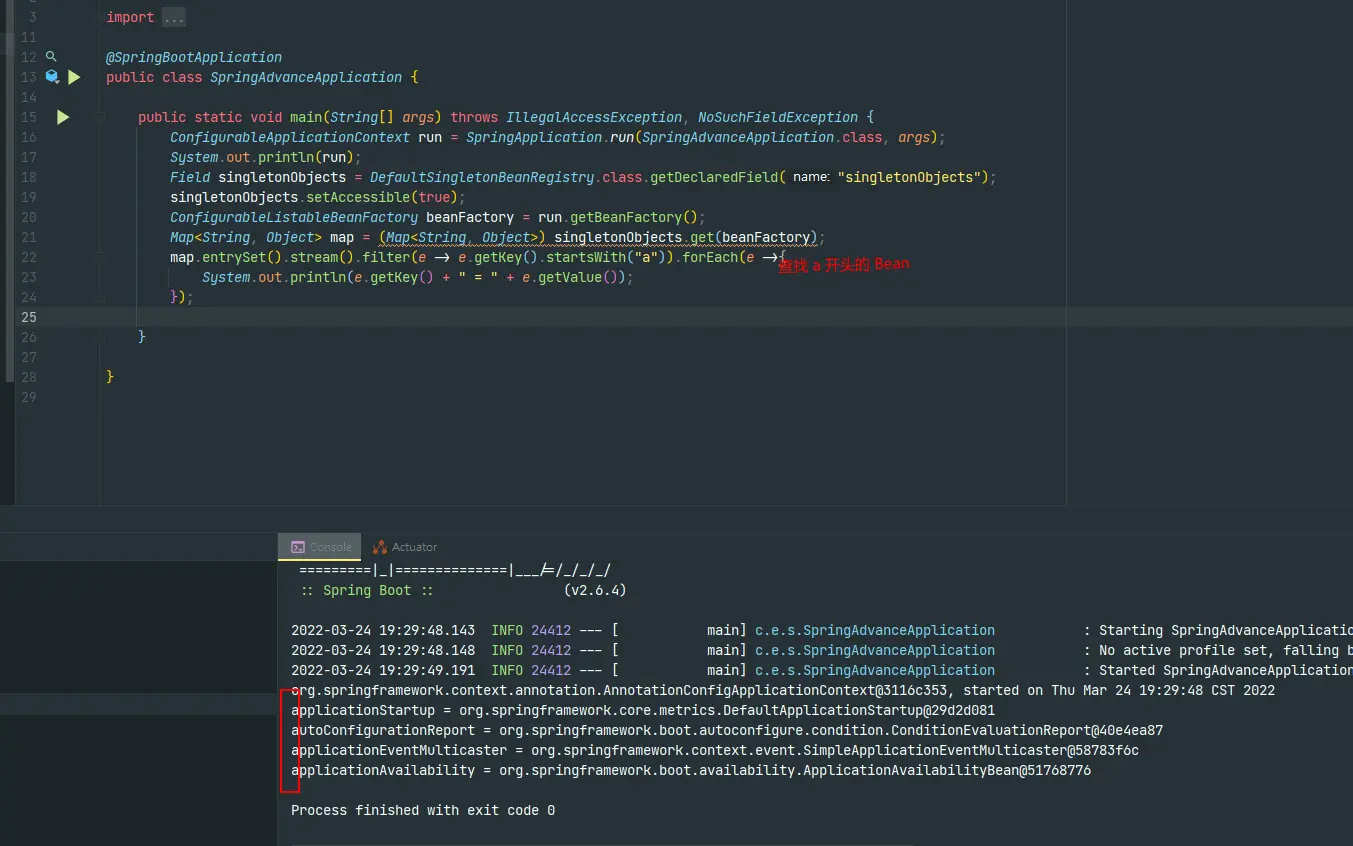 3 import ...
11
12 @SpringBootApplication
13 public class SpringAdvanceApplication {
14
15 public static void main(String[] args) throws IllegalAccessException, NoSuchFieldException {
16 ConfigurableApplicationContext run = SpringApplication.run(SpringAdvanceApplication.class, args);
17 System.out.println(run);
18 Field singletonObjects = DefaultSingletonBeanRegistry.class.getDeclaredField( name: "singletonObjects");
19 singletonObjects.setAccessible(true);
20 ConfigurableListableBeanFactory beanFactory = run.getBeanFactory();
21 Map<String, Object> map = (Map<String, Object>) singletonObjects.get(beanFactory);
22 map.entrySet().stream().filter(e -> e.getKey().startsWith("a")).forEach(e ->{ 查找 a 开头的 Bean
23 System.out.println(e.getKey() + " = " + e.getValue());
24 });
25
26 }
27
28 }
29
Console Actuator
=========|_|==============|___/=/_/_/_/
:: Spring Boot :: (v2.6.4)
2022-03-24 19:29:48.143 INFO 24412 --- [ main] c.e.s.SpringAdvanceApplication : Starting SpringAdvanceApplicatio
2022-03-24 19:29:48.148 INFO 24412 --- [ main] c.e.s.SpringAdvanceApplication : No active profile set, falling b
2022-03-24 19:29:49.191 INFO 24412 --- [ main] c.e.s.SpringAdvanceApplication : Started SpringAdvanceApplication
org.springframework.context.annotation.AnnotationConfigApplicationContext@3116c353, started on Thu Mar 24 19:29:48 CST 2022
applicationStartup = org.springframework.core.metrics.DefaultApplicationStartup@29d2d081
autoConfigurationReport = org.springframework.boot.autoconfigure.condition.ConditionEvaluationReport@40e4ea87
applicationEventMulticaster = org.springframework.context.event.SimpleApplicationEventMulticaster@58783f6c
applicationAvailability = org.springframework.boot.availability.ApplicationAvailabilityBean@51768776
Process finished with exit code 0